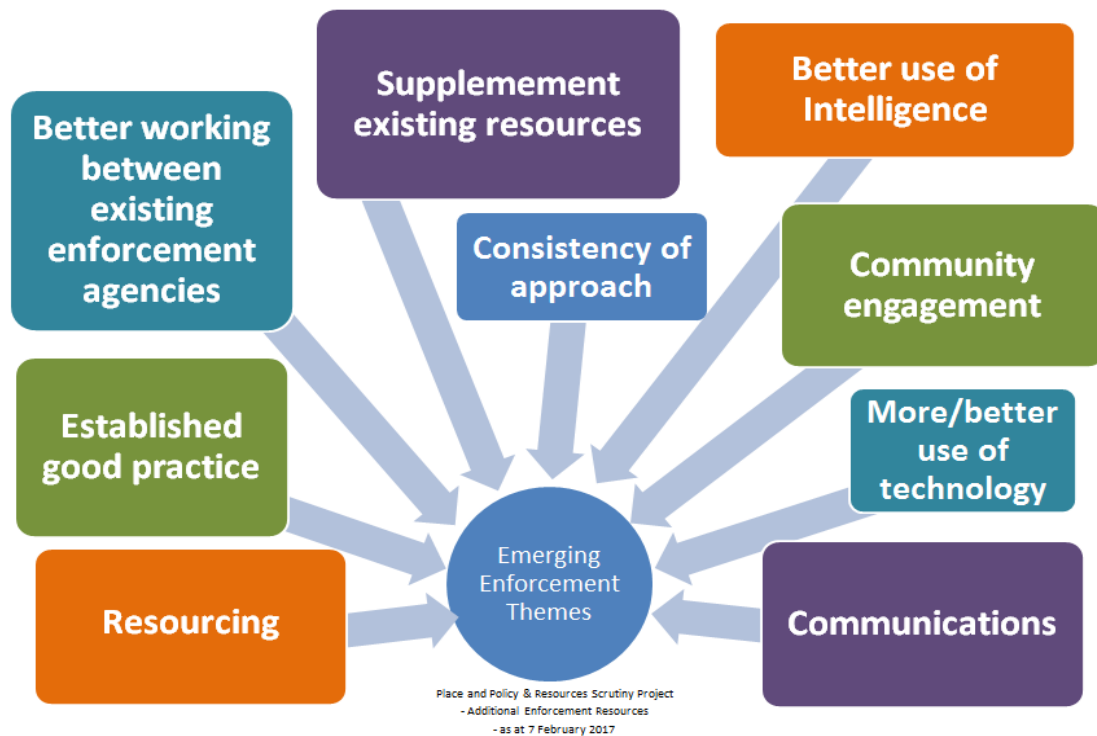 Supplemement
existing resources
Better use of
Intelligence
Better working
between
existing
enforcement
agencies
Consistency of
approach
Community
engagement
Established
good practice
More/better
use of
technology
Resourcing
Emerging
Enforcement
Themes
Communications
Place and Policy & Resources Scrutiny Project
- Additional Enforcement Resources
- as at 7 February 2017